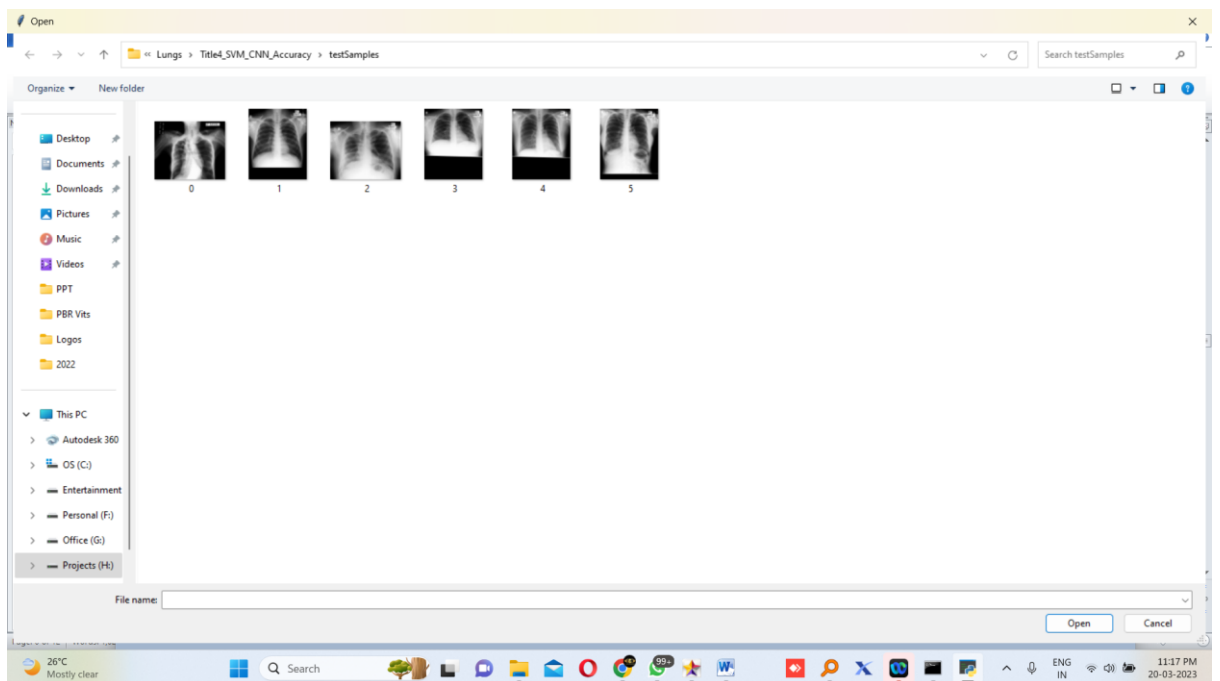 Open
« Lungs › Title4_SVM_CNN_Accuracy › testSamples
Search testSamples
Organize
New folder
Desktop
Documents
Downloads
Pictures
Music
Videos
PPT
PBR Vits
Logos
2022
This PC
Autodesk 360
OS (C:)
Entertainment
Personal (F:)
Office (G:)
Projects (H:)
0 1 2 3 4 5
File name:
Open Cancel
26°C
Mostly clear
Search
99+
ENG
IN
11:17 PM
20-03-2023